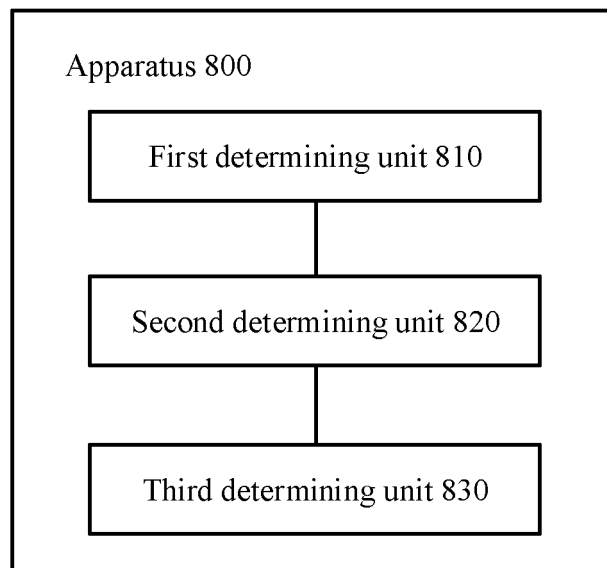 Apparatus 800
First determining unit 810
Second determining unit 820
Third determining unit 830